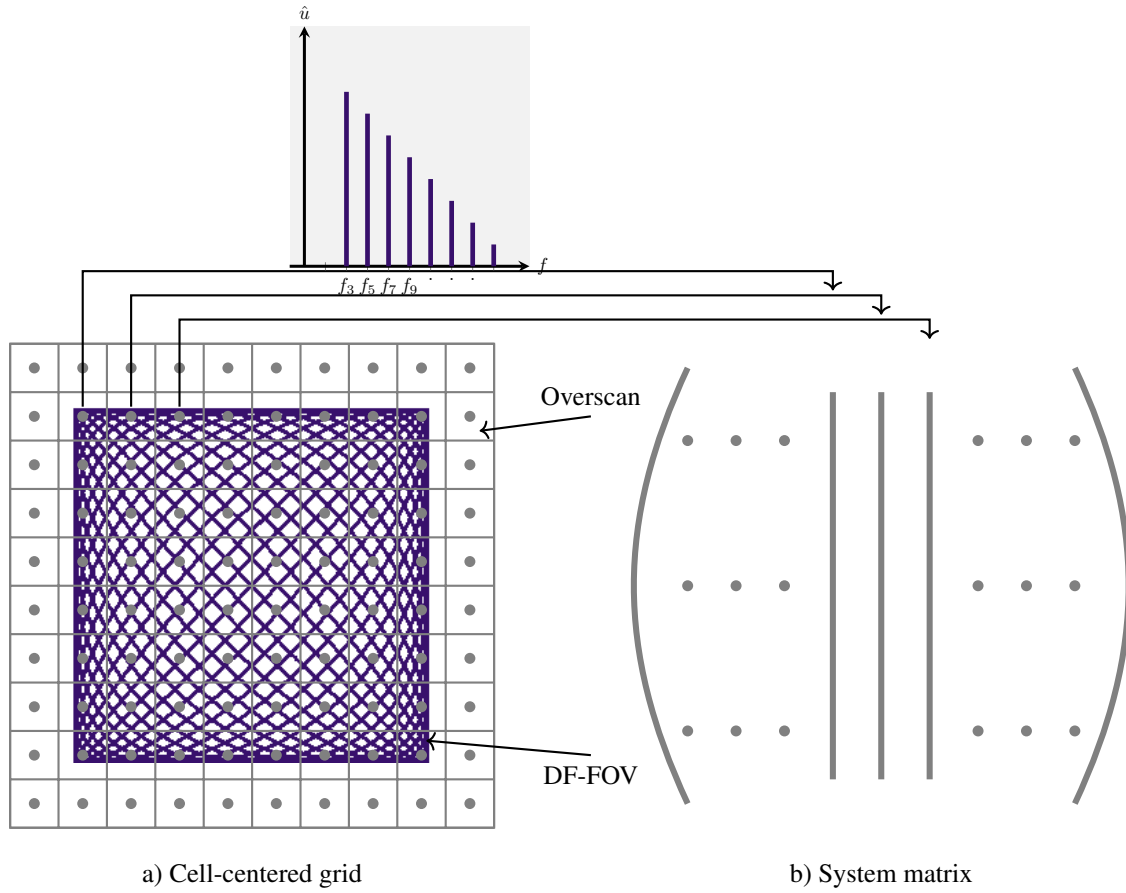 û
f
f₃ f₅ f₇ f₉ . . .
Overscan
DF-FOV
a) Cell-centered grid
b) System matrix